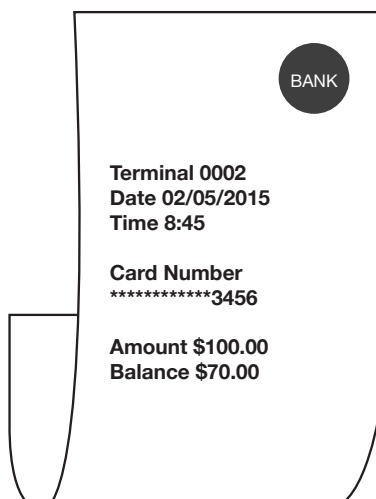 BANK
Terminal 0002
Date 02/05/2015
Time 8:45
Card Number
************3456
Amount $100.00
Balance $70.00